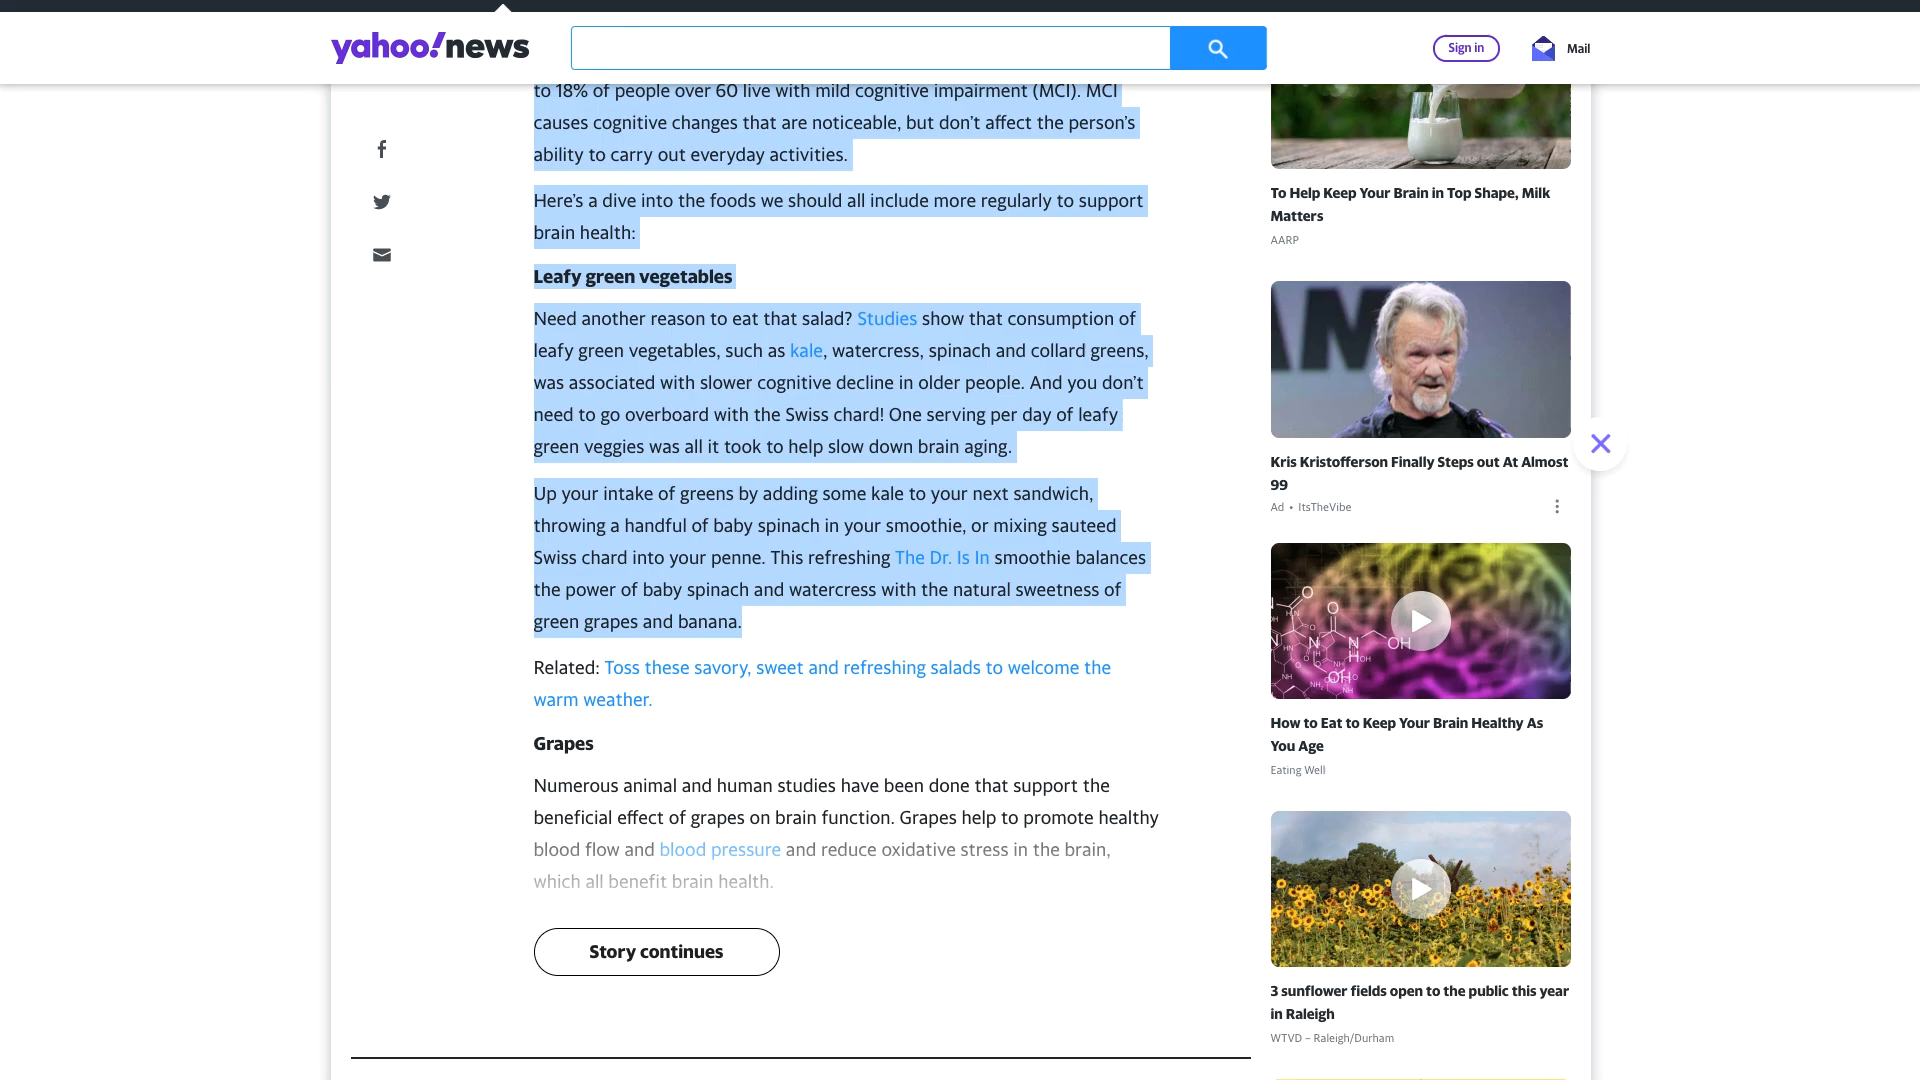 yahoo!news
Sign in
Mail
to 18% of people over 60 live with mild cognitive impairment (MCI). MCI
causes cognitive changes that are noticeable, but don't affect the person's
ability to carry out everyday activities.
Here's a dive into the foods we should all include more regularly to support
brain health:
Leafy green vegetables
Need another reason to eat that salad? Studies show that consumption of
leafy green vegetables, such as kale, watercress, spinach and collard greens,
was associated with slower cognitive decline in older people. And you don't
need to go overboard with the Swiss chard! One serving per day of leafy
green veggies was all it took to help slow down brain aging.
Up your intake of greens by adding some kale to your next sandwich,
throwing a handful of baby spinach in your smoothie, or mixing sauteed
Swiss chard into your penne. This refreshing The Dr. Is In smoothie balances
the power of baby spinach and watercress with the natural sweetness of
green grapes and banana.
Related: Toss these savory, sweet and refreshing salads to welcome the
warm weather.
Grapes
Numerous animal and human studies have been done that support the
beneficial effect of grapes on brain function. Grapes help to promote healthy
blood flow and blood pressure and reduce oxidative stress in the brain,
which all benefit brain health.
Story continues
To Help Keep Your Brain in Top Shape, Milk
Matters
AARP
Kris Kristofferson Finally Steps out At Almost
99
Ad • ItsTheVibe
How to Eat to Keep Your Brain Healthy As
You Age
Eating Well
3 sunflower fields open to the public this year
in Raleigh
WTVD – Raleigh/Durham